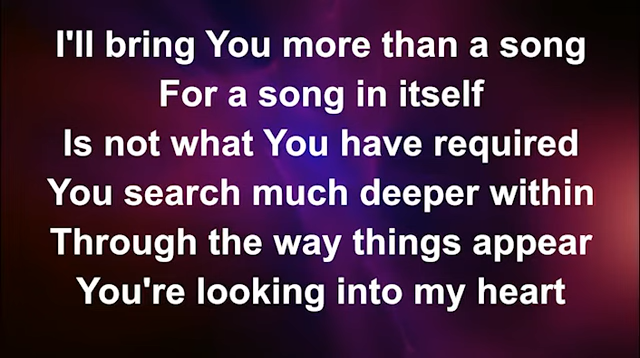 I'll bring You more than a song
For a song in itself
Is not what You have required
You search much deeper within
Through the way things appear
You're looking into my heart